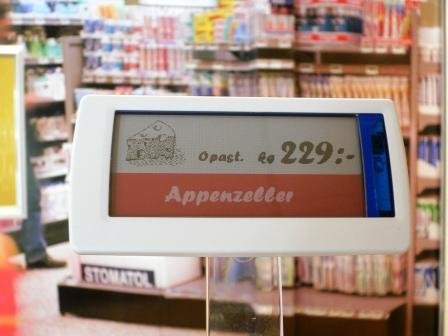 Opast. kg 229:-
Appenzeller
STOMATOL